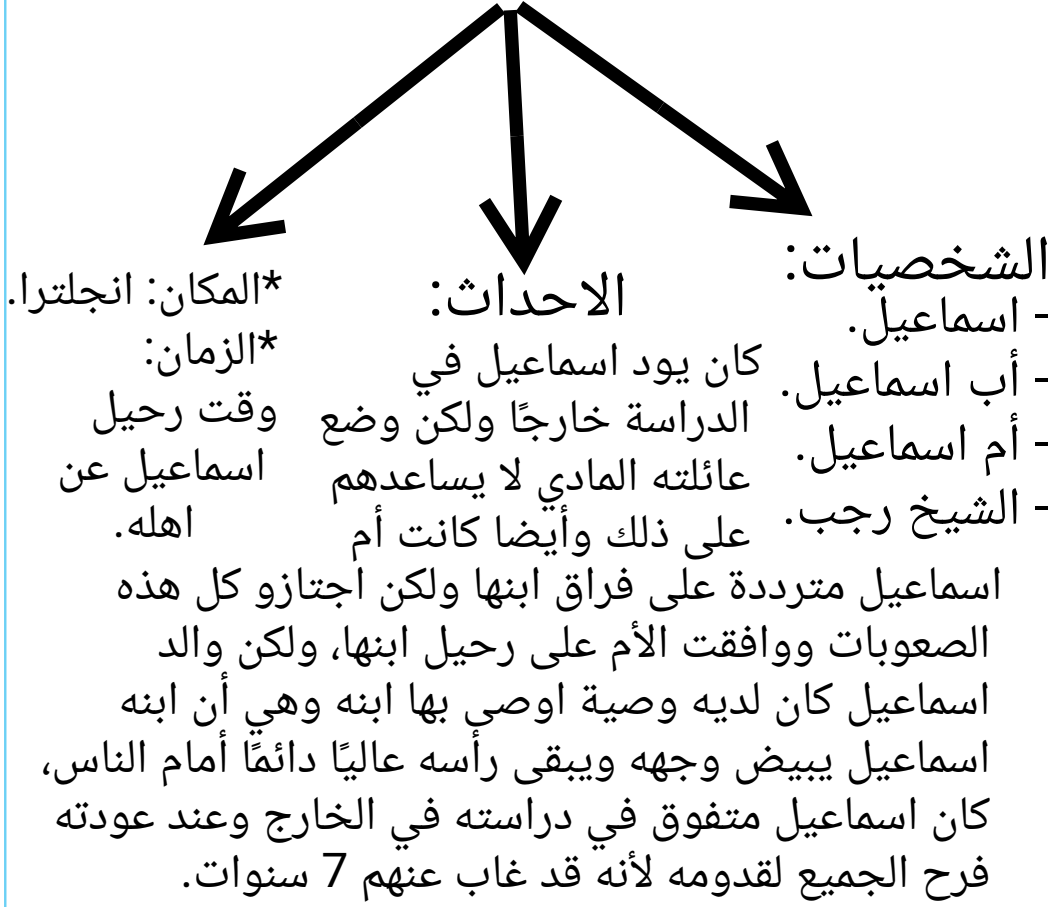 الشخصيات:
- اسماعيل.
- أب اسماعيل.
- أم اسماعيل.
- الشيخ رجب.
الاحداث:
كان يود اسماعيل في
الدراسة خارجًا ولكن وضع
عائلته المادي لا يساعدهم
على ذلك وأيضا كانت أم
اسماعيل مترددة على فراق ابنها ولكن اجتازو كل هذه
الصعوبات ووافقت الأم على رحيل ابنها، ولكن والد
اسماعيل كان لديه وصية اوصى بها ابنه وهي أن ابنه
اسماعيل يبيض وجهه ويبقى رأسه عاليًا دائمًا أمام الناس،
كان اسماعيل متفوق في دراسته في الخارج وعند عودته
فرح الجميع لقدومه لأنه قد غاب عنهم 7 سنوات.
*المكان: انجلترا.
*الزمان:
وقت رحيل
اسماعيل عن
اهله.